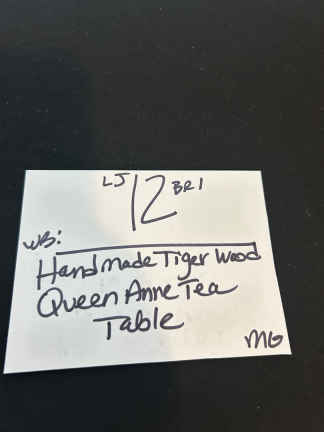 LJ 12 BR1
WB:
Handmade Tiger Wood
Queen Anne Tea
Table
MG